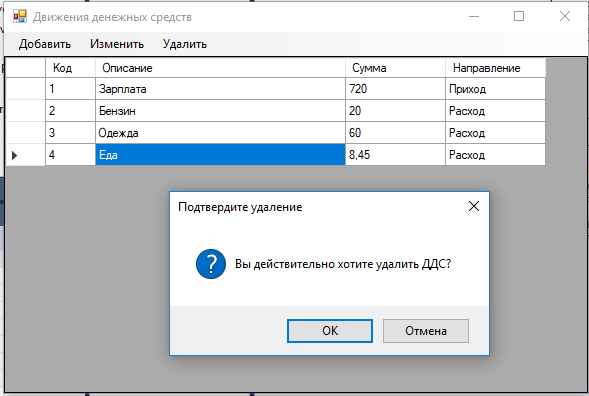 Движения денежных средств
Добавить Изменить Удалить
Код Описание Сумма Направление
1 Зарплата 720 Приход
2 Бензин 20 Расход
3 Одежда 60 Расход
4 Еда 8,45 Расход
Подтвердите удаление
Вы действительно хотите удалить ДДС?
ОК Отмена